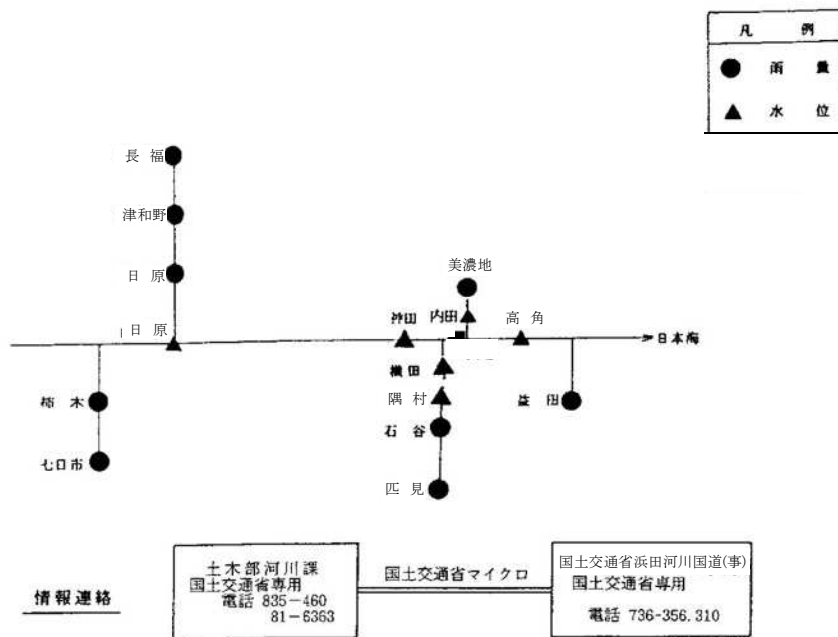 凡 例
● 雨 量
▲ 水 位
長 福
津和野
日 原
日 原
美濃地
神田
内田
高 角
日本海
横田
隅村
石 谷
匹 見
益 田
柿 木
七日市
情報連絡
土木部河川課
国土交通省専用
電話 835-460
81-6363
国土交通省マイクロ
国土交通省浜田河川国道(事)
国土交通省専用
電話 736-356.310